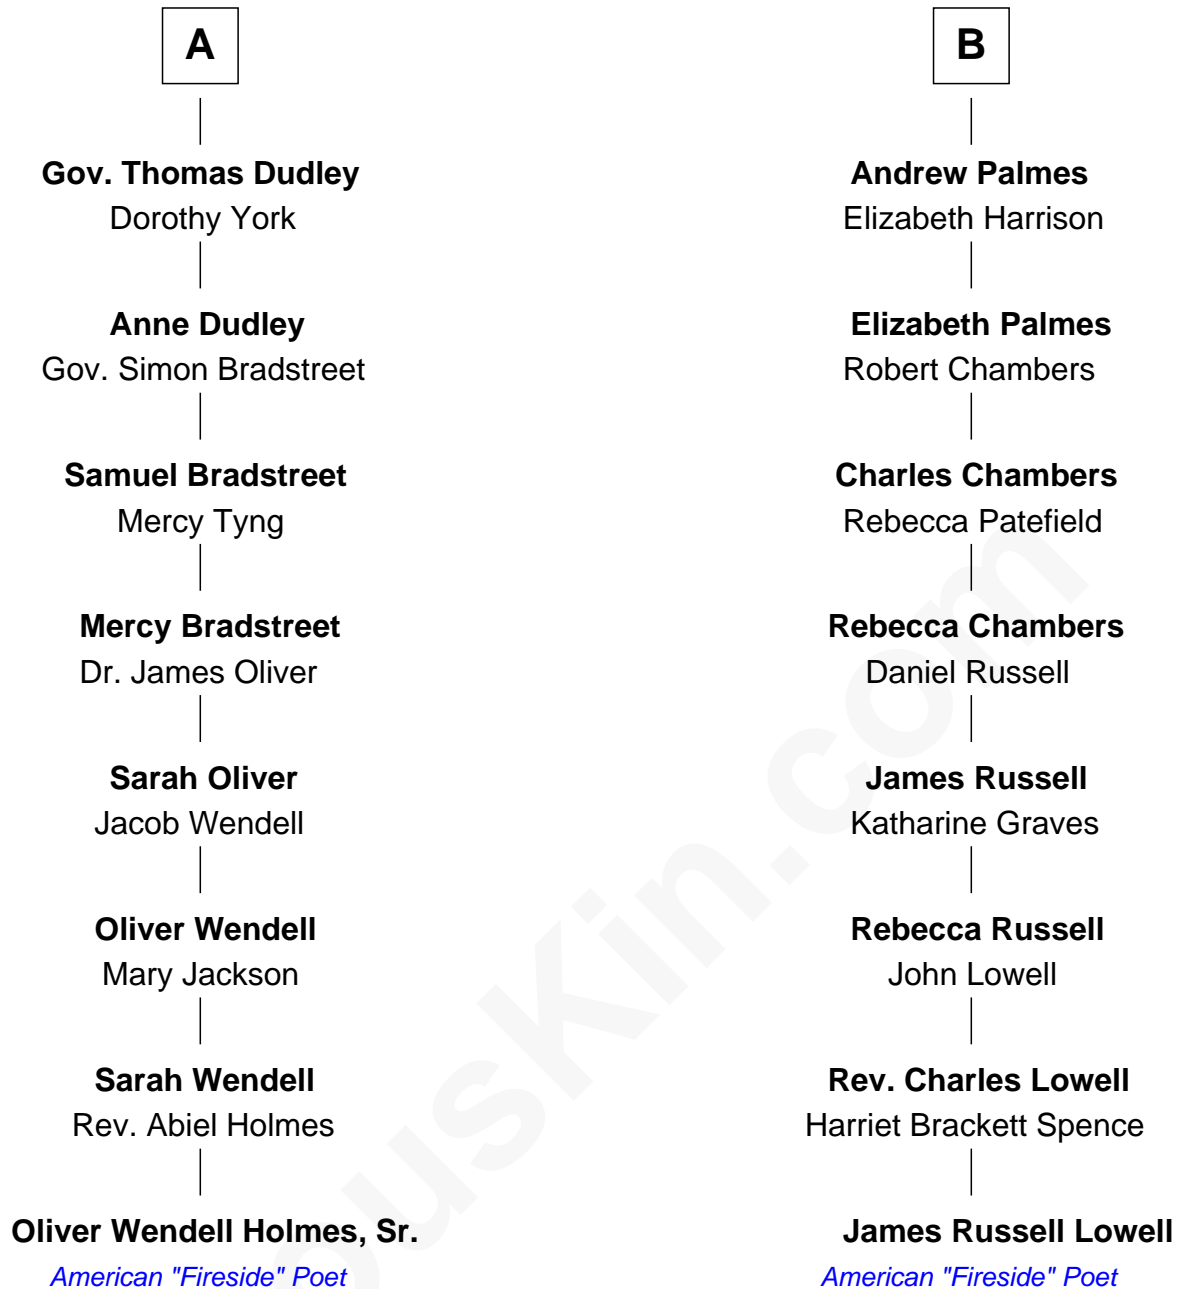 A
Gov. Thomas Dudley
Dorothy York
Anne Dudley
Gov. Simon Bradstreet
Samuel Bradstreet
Mercy Tyng
Mercy Bradstreet
Dr. James Oliver
Sarah Oliver
Jacob Wendell
Oliver Wendell
Mary Jackson
Sarah Wendell
Rev. Abiel Holmes
Oliver Wendell Holmes, Sr.
American "Fireside" Poet
B
Andrew Palmes
Elizabeth Harrison
Elizabeth Palmes
Robert Chambers
Charles Chambers
Rebecca Patefield
Rebecca Chambers
Daniel Russell
James Russell
Katharine Graves
Rebecca Russell
John Lowell
Rev. Charles Lowell
Harriet Brackett Spence
James Russell Lowell
American "Fireside" Poet
ousKin.com